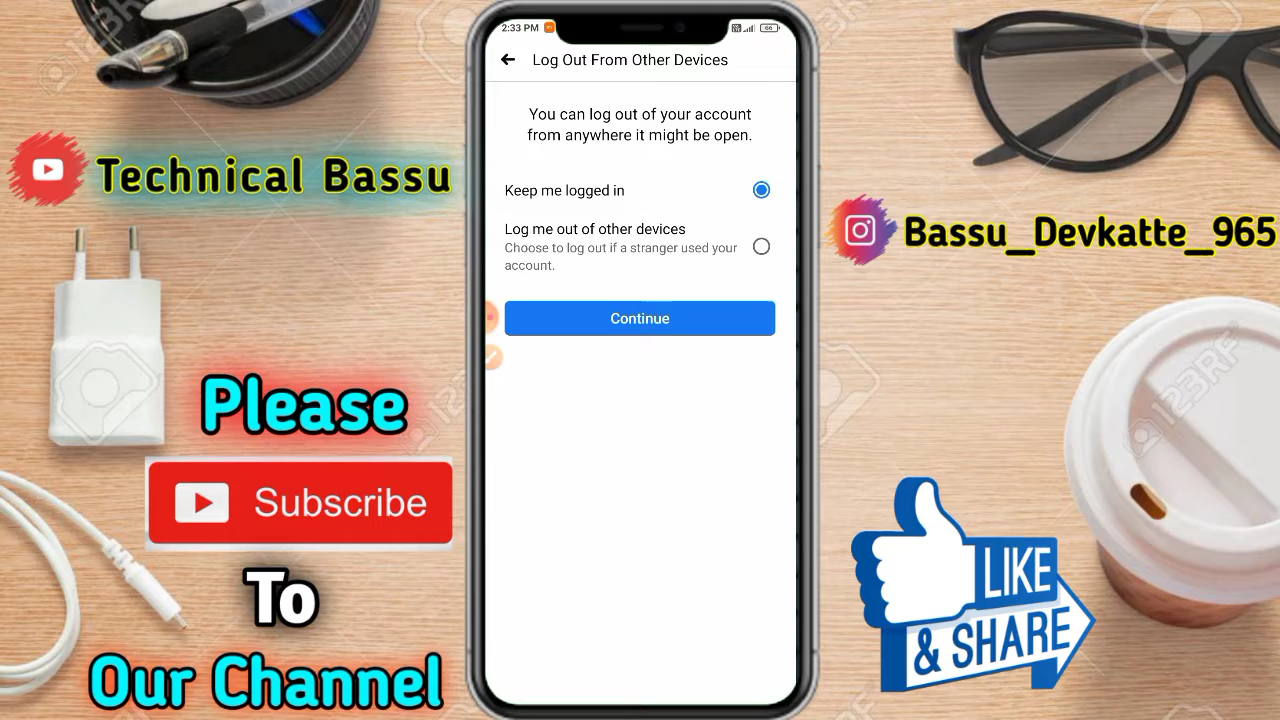 2:33 PM
66
Log Out From Other Devices
You can log out of your account
from anywhere it might be open.
Keep me logged in
Log me out of other devices
Choose to log out if a stranger used your
account.
Continue
Technical Bassu
Please
Subscribe
To
Our Channel
Bassu_Devkatte_965
LIKE
& SHARE
123RF